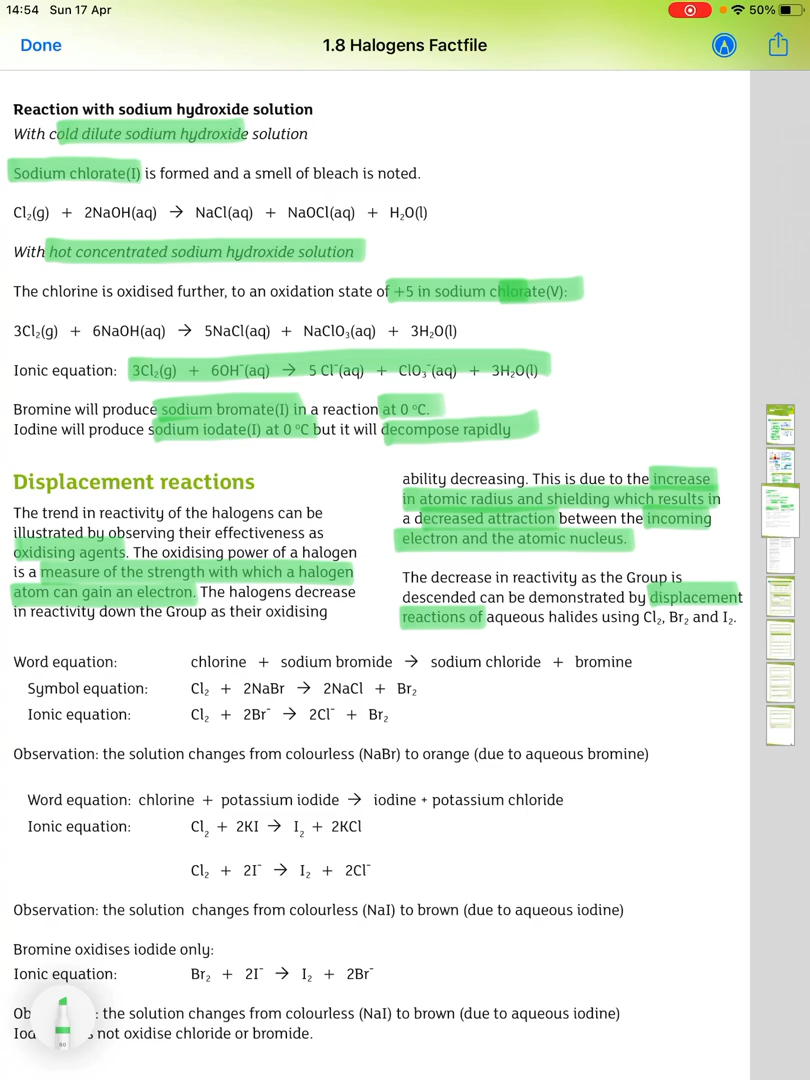 14:54 Sun 17 Apr
50%
Done
1.8 Halogens Factfile
Reaction with sodium hydroxide solution
With cold dilute sodium hydroxide solution
Sodium chlorate(I) is formed and a smell of bleach is noted.
Cl₂(g) + 2NaOH(aq) → NaCl(aq) + NaOCl(aq) + H₂O(l)
With hot concentrated sodium hydroxide solution
The chlorine is oxidised further, to an oxidation state of +5 in sodium chlorate(V):
3Cl₂(g) + 6NaOH(aq) → 5NaCl(aq) + NaClO₃(aq) + 3H₂O(l)
Ionic equation: 3Cl₂(g) + 6OH⁻(aq) → 5 Cl⁻(aq) + ClO₃⁻(aq) + 3H₂O(l)
Bromine will produce sodium bromate(I) in a reaction at 0 °C.
Iodine will produce sodium iodate(I) at 0 °C but it will decompose rapidly
Displacement reactions
The trend in reactivity of the halogens can be
illustrated by observing their effectiveness as
oxidising agents. The oxidising power of a halogen
is a measure of the strength with which a halogen
atom can gain an electron. The halogens decrease
in reactivity down the Group as their oxidising
ability decreasing. This is due to the increase
in atomic radius and shielding which results in
a decreased attraction between the incoming
electron and the atomic nucleus.
The decrease in reactivity as the Group is
descended can be demonstrated by displacement
reactions of aqueous halides using Cl₂, Br₂ and I₂.
Word equation: chlorine + sodium bromide → sodium chloride + bromine
Symbol equation: Cl₂ + 2NaBr → 2NaCl + Br₂
Ionic equation: Cl₂ + 2Br⁻ → 2Cl⁻ + Br₂
Observation: the solution changes from colourless (NaBr) to orange (due to aqueous bromine)
Word equation: chlorine + potassium iodide → iodine + potassium chloride
Ionic equation: Cl₂ + 2KI → I₂ + 2KCl
Cl₂ + 2I⁻ → I₂ + 2Cl⁻
Observation: the solution changes from colourless (NaI) to brown (due to aqueous iodine)
Bromine oxidises iodide only:
Ionic equation: Br₂ + 2I⁻ → I₂ + 2Br⁻
: the solution changes from colourless (NaI) to brown (due to aqueous iodine)
not oxidise chloride or bromide.
80